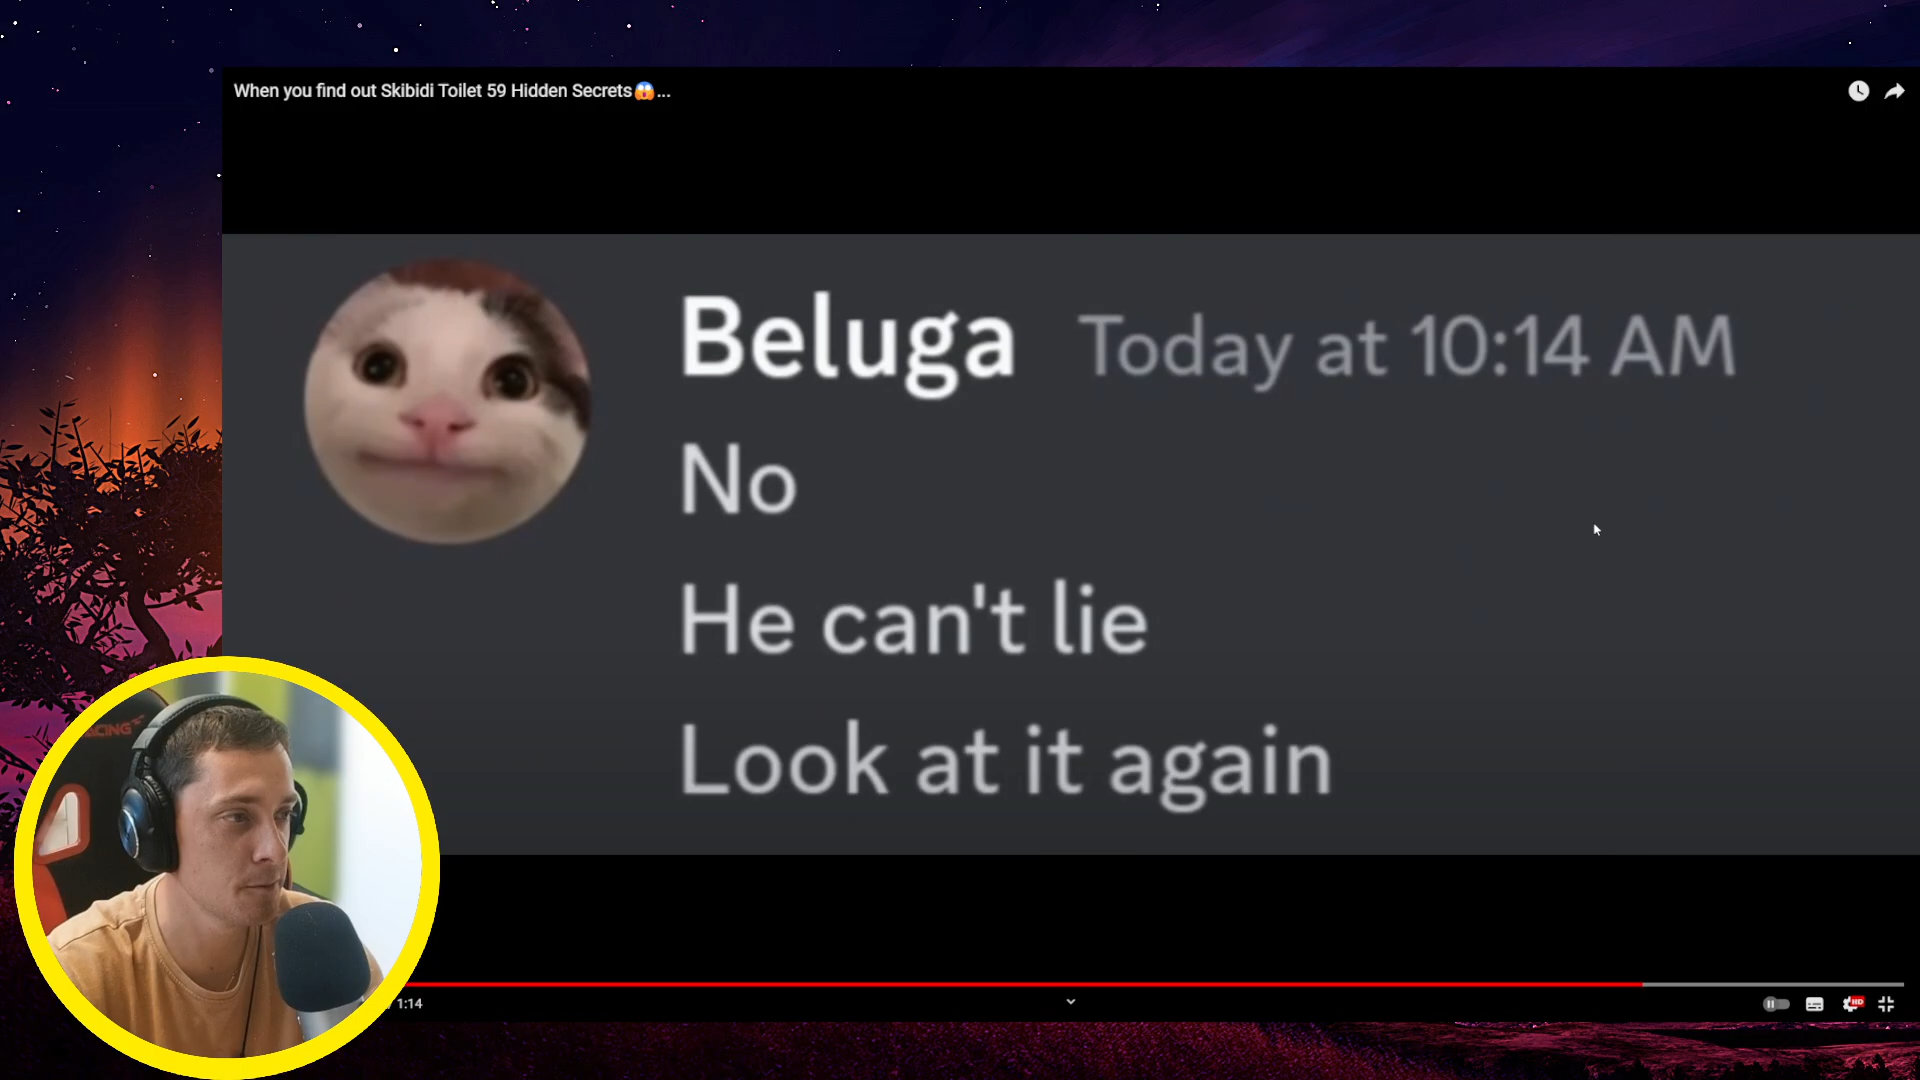 When you find out Skibidi Toilet 59 Hidden Secrets😱...
Beluga Today at 10:14 AM
No
He can't lie
Look at it again
1:14
HD